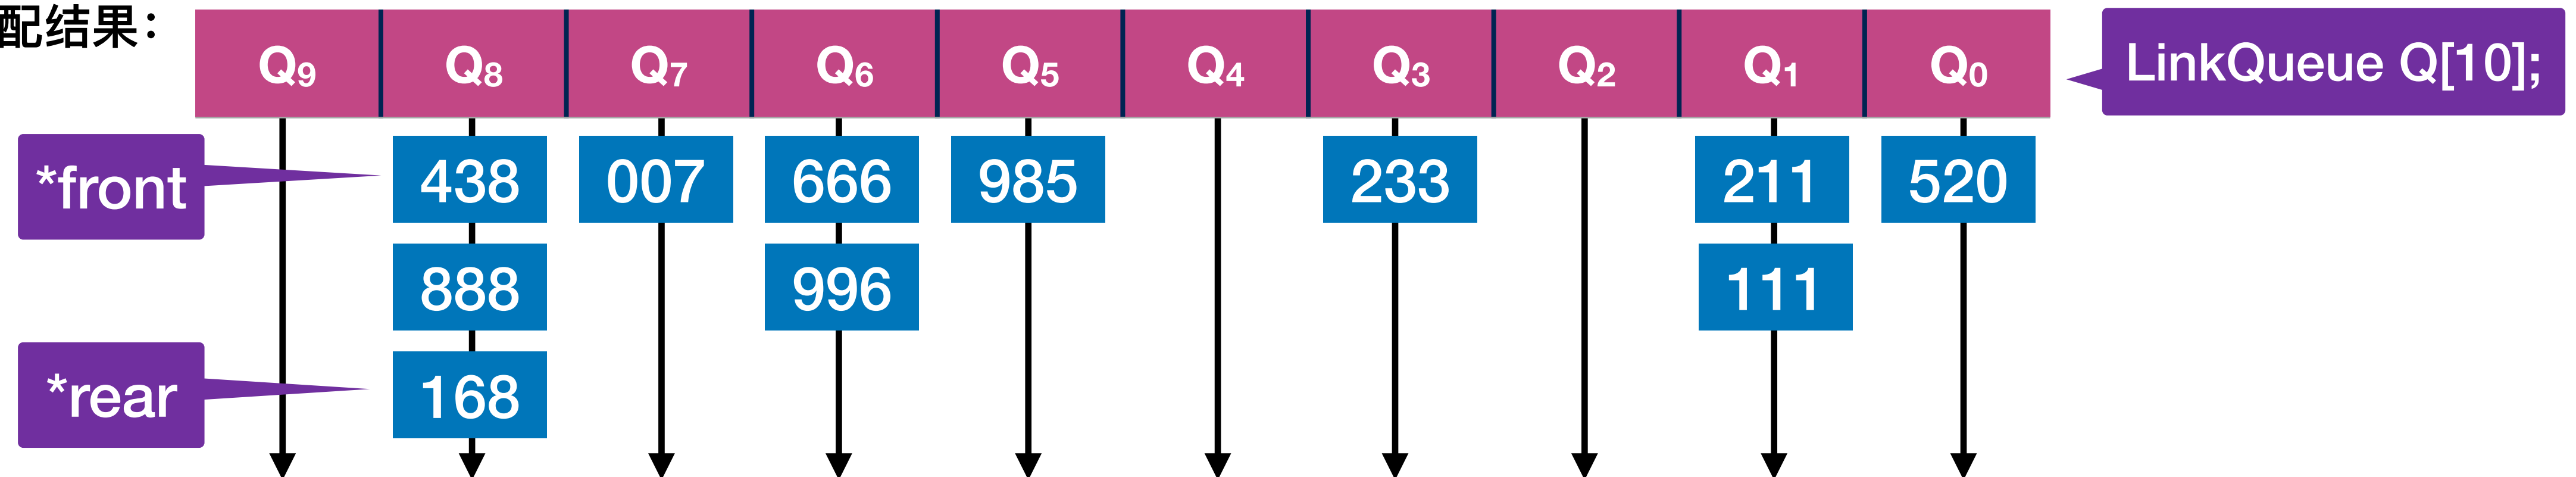 配结果：
Q₉ Q₈ Q₇ Q₆ Q₅ Q₄ Q₃ Q₂ Q₁ Q₀
LinkQueue Q[10];
*front
438 007 666 985 233 211 520
888 996 111
*rear
168